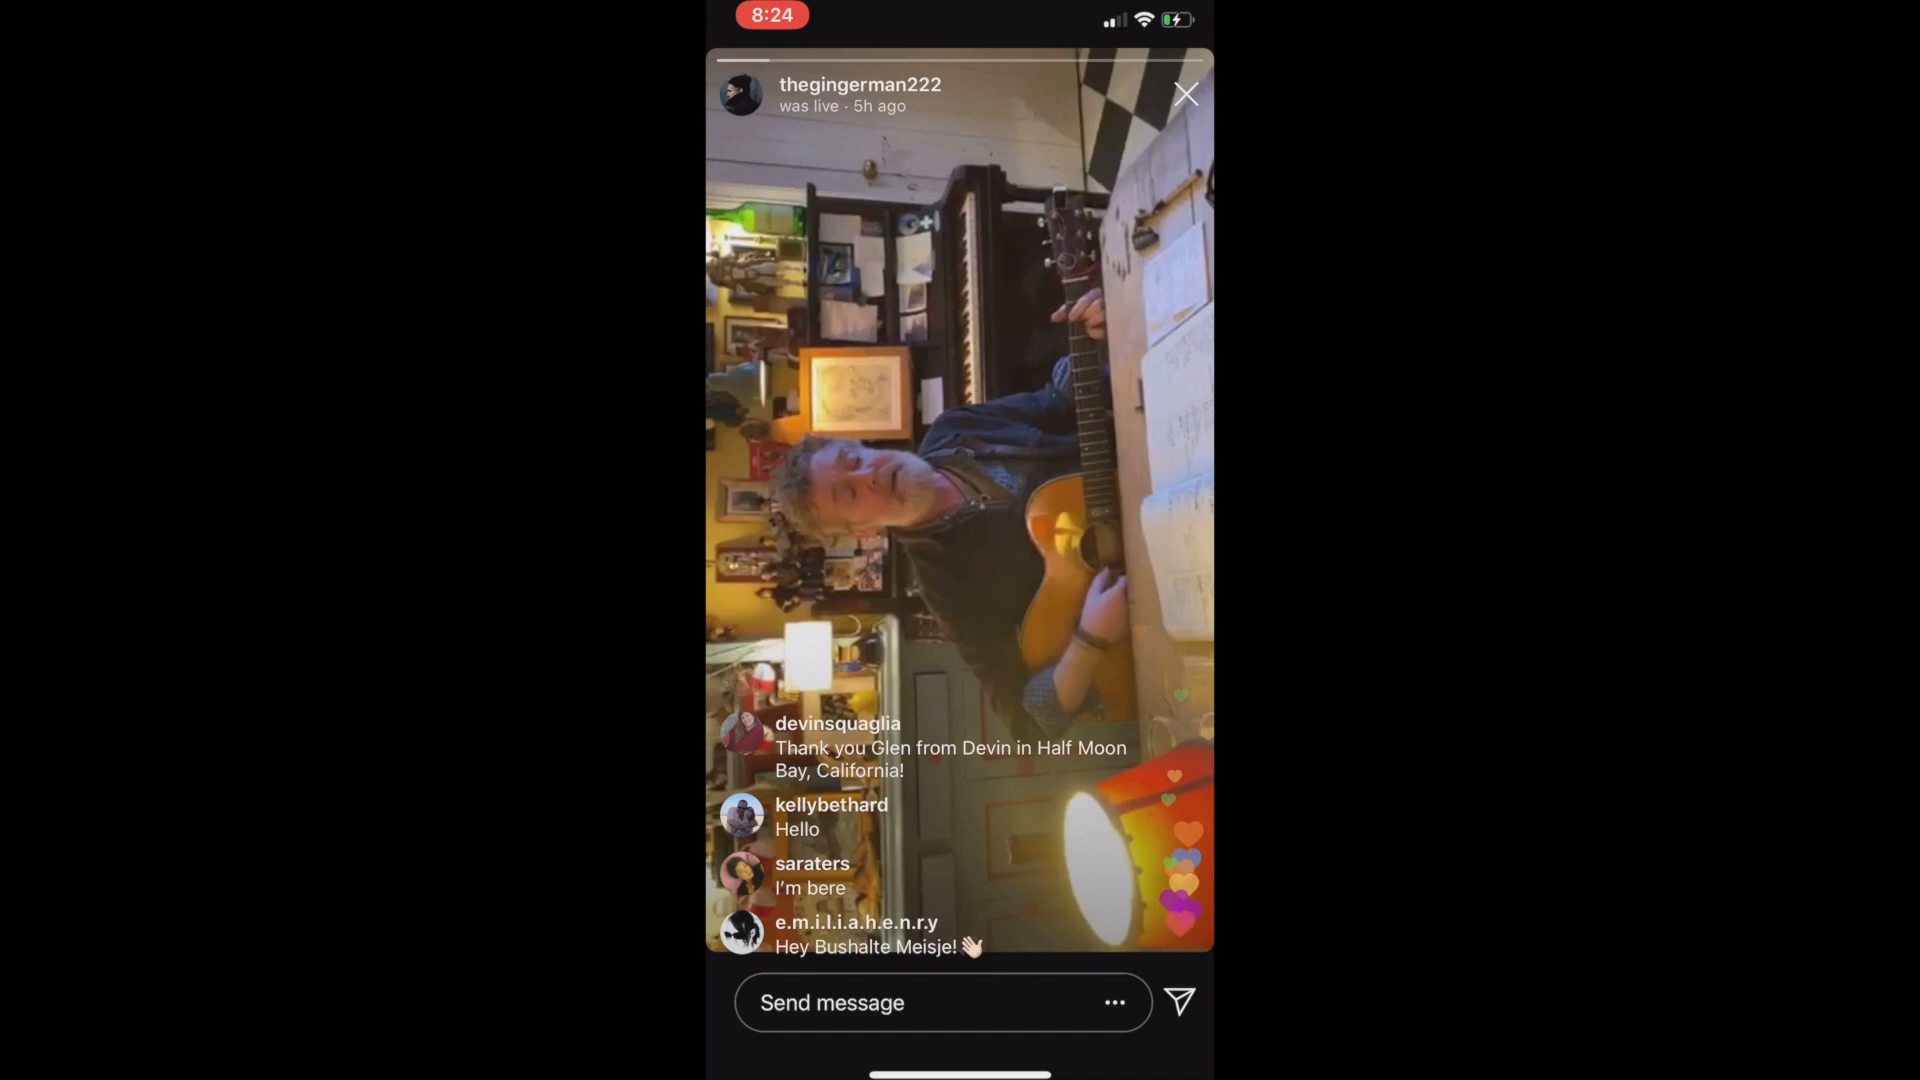 8:24
thegingerman222
was live · 5h ago
devinsquaglia
Thank you Glen from Devin in Half Moon
Bay, California!
kellybethard
Hello
saraters
I'm bere
e.m.i.l.i.a.h.e.n.r.y
Hey Bushalte Meisje!👋🏻
Send message